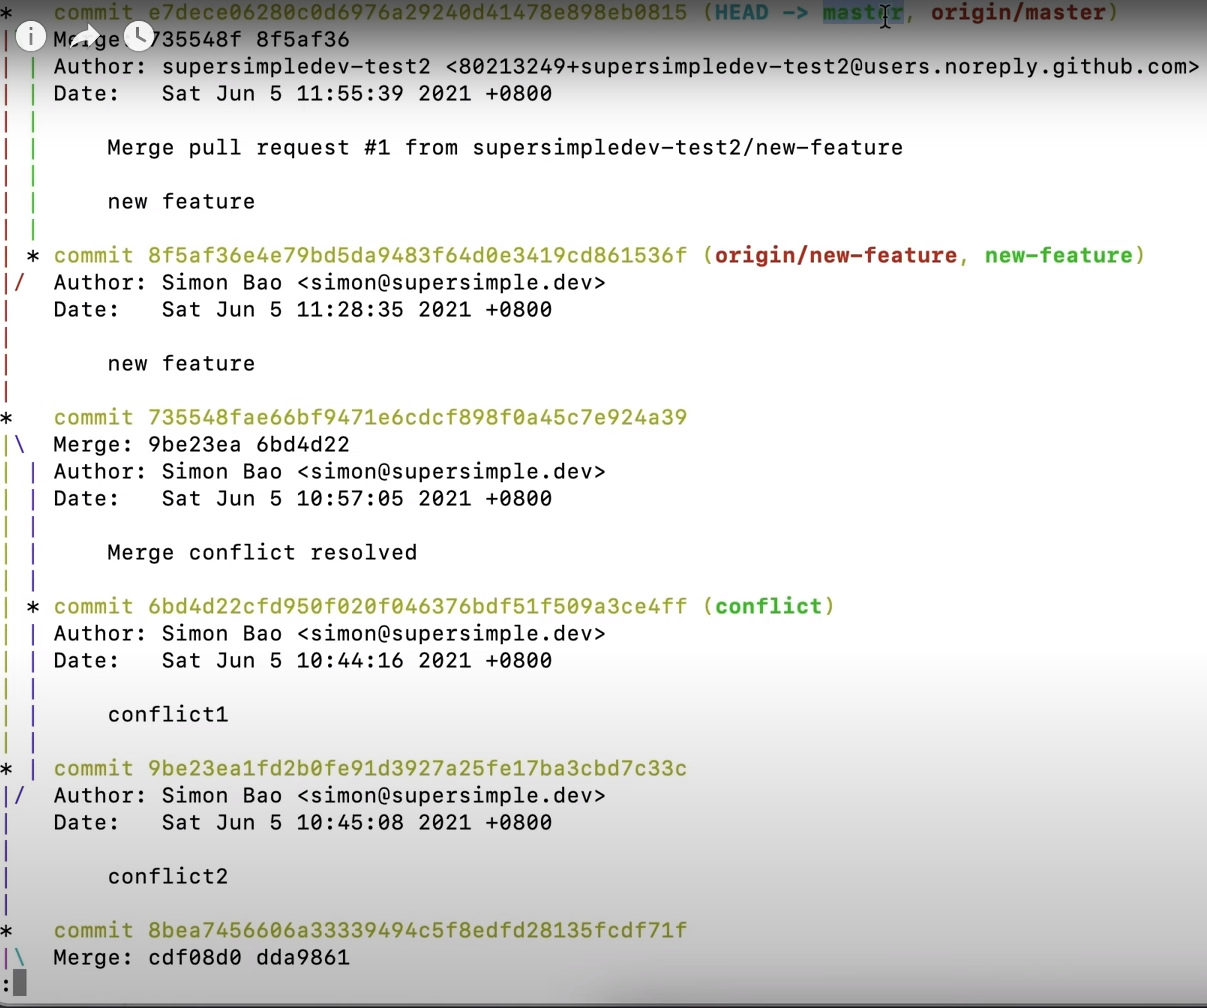 * commit e7dece06280c0d6976a29240d41478e898eb0815 (HEAD -> master, origin/master)
| Merge: 735548f 8f5af36
| | Author: supersimpledev-test2 <80213249+supersimpledev-test2@users.noreply.github.com>
| | Date: Sat Jun 5 11:55:39 2021 +0800
| |
| | Merge pull request #1 from supersimpledev-test2/new-feature
| |
| | new feature
| |
| * commit 8f5af36e4e79bd5da9483f64d0e3419cd861536f (origin/new-feature, new-feature)
|/ Author: Simon Bao <simon@supersimple.dev>
| Date: Sat Jun 5 11:28:35 2021 +0800
|
| new feature
|
* commit 735548fae66bf9471e6cdcf898f0a45c7e924a39
|\ Merge: 9be23ea 6bd4d22
| | Author: Simon Bao <simon@supersimple.dev>
| | Date: Sat Jun 5 10:57:05 2021 +0800
| |
| | Merge conflict resolved
| |
| * commit 6bd4d22cfd950f020f046376bdf51f509a3ce4ff (conflict)
| | Author: Simon Bao <simon@supersimple.dev>
| | Date: Sat Jun 5 10:44:16 2021 +0800
| |
| | conflict1
| |
* | commit 9be23ea1fd2b0fe91d3927a25fe17ba3cbd7c33c
|/ Author: Simon Bao <simon@supersimple.dev>
| Date: Sat Jun 5 10:45:08 2021 +0800
|
| conflict2
|
* commit 8bea7456606a33339494c5f8edfd28135fcdf71f
|\ Merge: cdf08d0 dda9861
: